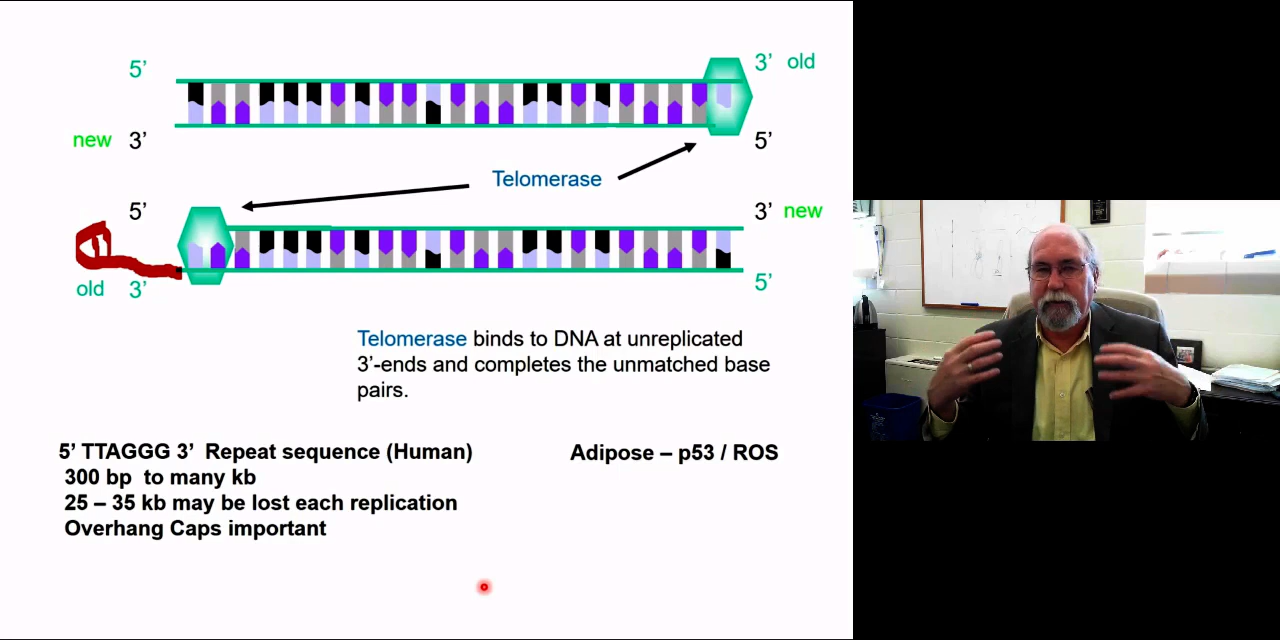 5’ 3’ old
new 3’ 5’
Telomerase
5’ 3’ new
old 3’ 5’
Telomerase binds to DNA at unreplicated
3’-ends and completes the unmatched base
pairs.
5’ TTAGGG 3’ Repeat sequence (Human)
300 bp to many kb
25 – 35 kb may be lost each replication
Overhang Caps important
Adipose – p53 / ROS